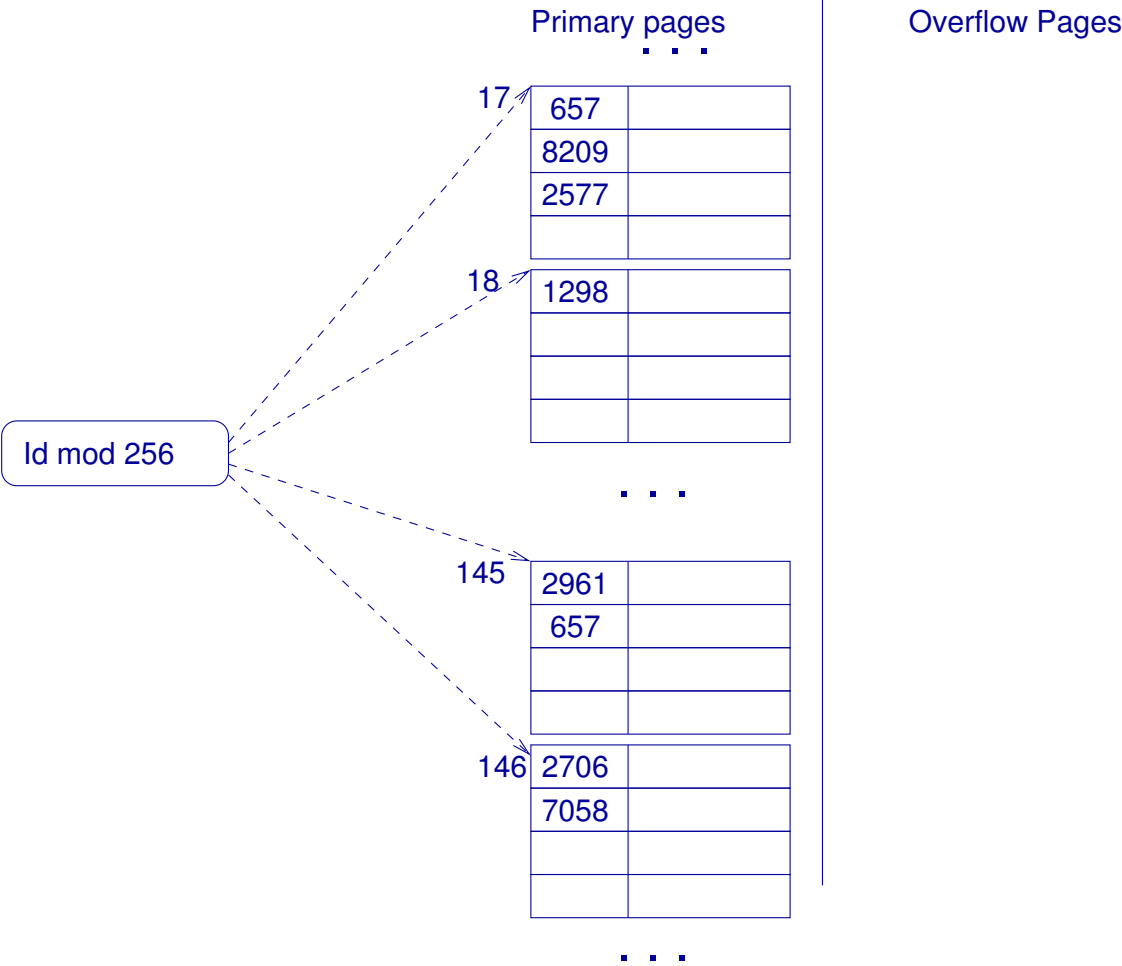 Primary pages
Overflow Pages
. . .
17
657
8209
2577
18
1298
Id mod 256
. . .
145
2961
657
146
2706
7058
. . .